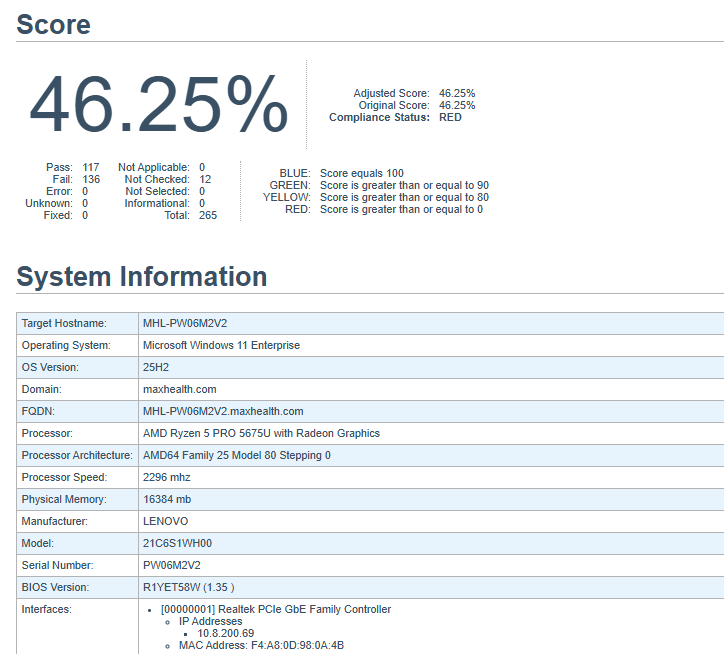 Score
46.25%
Adjusted Score: 46.25%
Original Score: 46.25%
Compliance Status: RED
Pass: 117 Not Applicable: 0
Fail: 136 Not Checked: 12
Error: 0 Not Selected: 0
Unknown: 0 Informational: 0
Fixed: 0 Total: 265
BLUE: Score equals 100
GREEN: Score is greater than or equal to 90
YELLOW: Score is greater than or equal to 80
RED: Score is greater than or equal to 0
System Information
Target Hostname: MHL-PW06M2V2
Operating System: Microsoft Windows 11 Enterprise
OS Version: 25H2
Domain: maxhealth.com
FQDN: MHL-PW06M2V2.maxhealth.com
Processor: AMD Ryzen 5 PRO 5675U with Radeon Graphics
Processor Architecture: AMD64 Family 25 Model 80 Stepping 0
Processor Speed: 2296 mhz
Physical Memory: 16384 mb
Manufacturer: LENOVO
Model: 21C6S1WH00
Serial Number: PW06M2V2
BIOS Version: R1YET58W (1.35 )
Interfaces: [00000001] Realtek PCIe GbE Family Controller
IP Addresses
10.8.200.69
MAC Address: F4:A8:0D:98:0A:4B